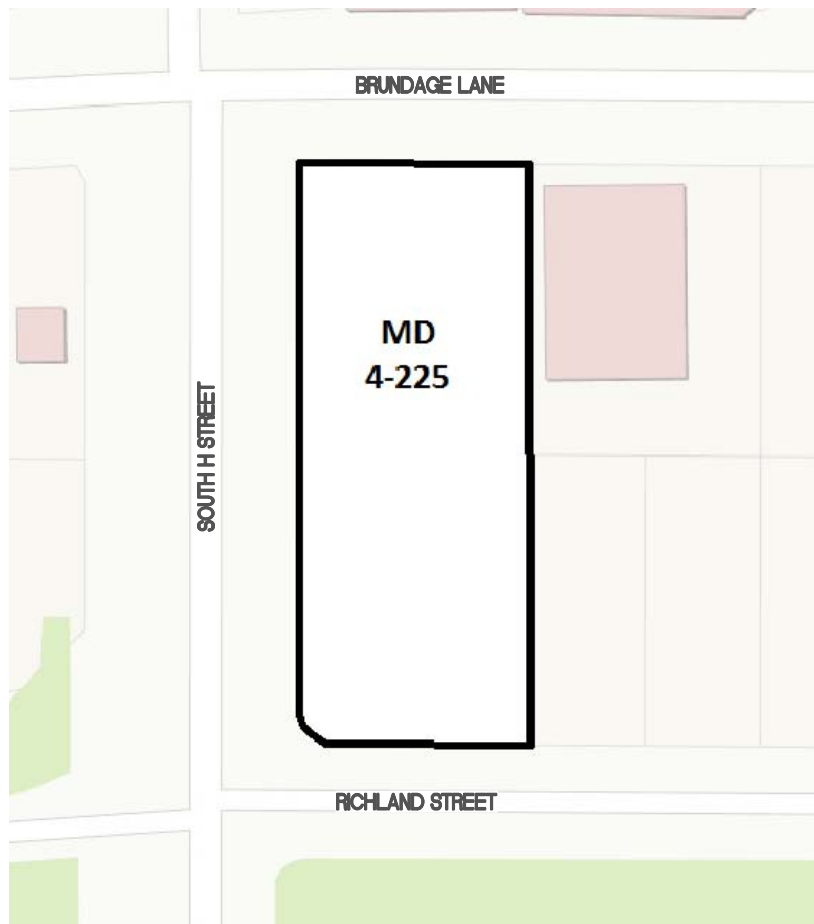 BRUNDAGE LANE
MD
4-225
SOUTH H STREET
RICHLAND STREET